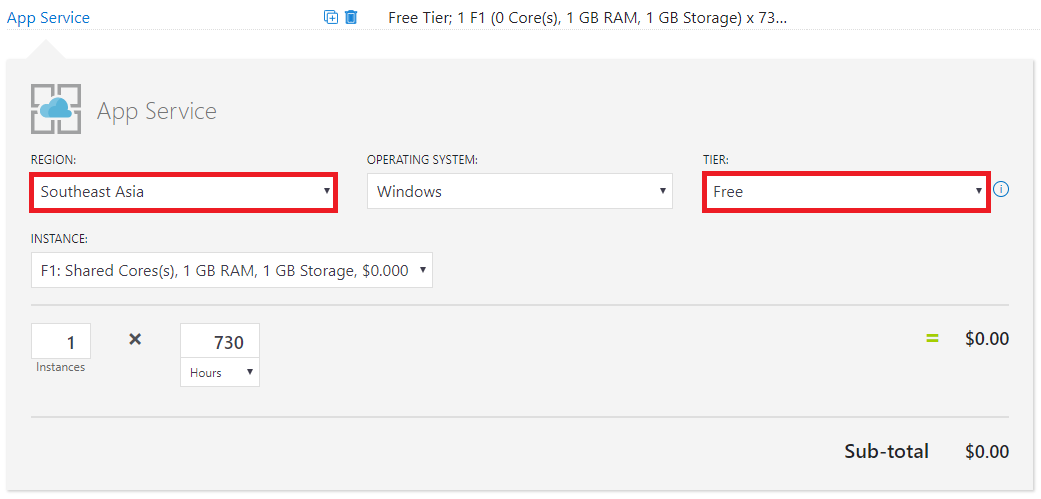 App Service Free Tier; 1 F1 (0 Core(s), 1 GB RAM, 1 GB Storage) x 73...
App Service
REGION: OPERATING SYSTEM: TIER:
Southeast Asia Windows Free
INSTANCE:
F1: Shared Cores(s), 1 GB RAM, 1 GB Storage, $0.000
1 × 730 = $0.00
Instances Hours
Sub-total $0.00